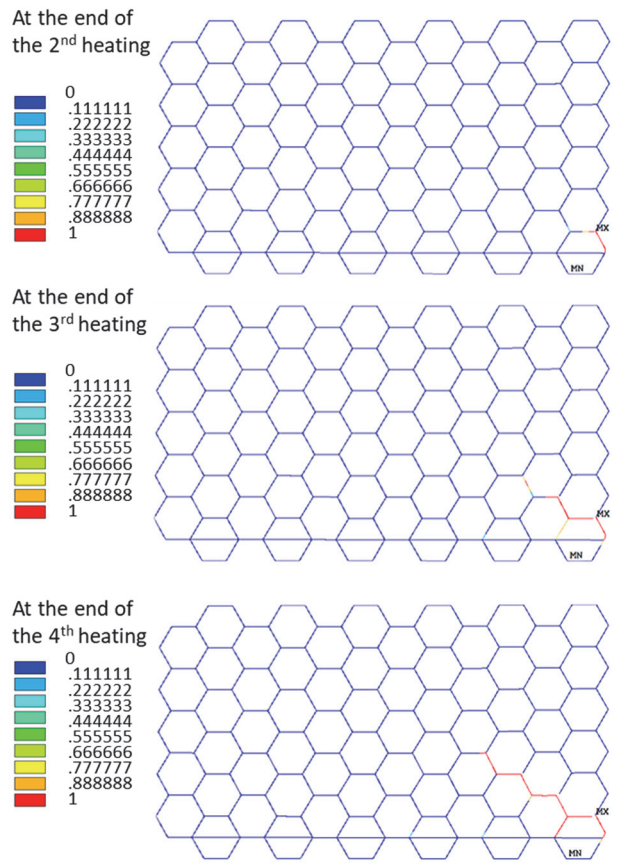 At the end of
the 2nd heating
0
.111111
.222222
.333333
.444444
.555555
.666666
.777777
.888888
1
MX
MN
At the end of
the 3rd heating
0
.111111
.222222
.333333
.444444
.555555
.666666
.777777
.888888
1
MX
MN
At the end of
the 4th heating
0
.111111
.222222
.333333
.444444
.555555
.666666
.777777
.888888
1
MX
MN